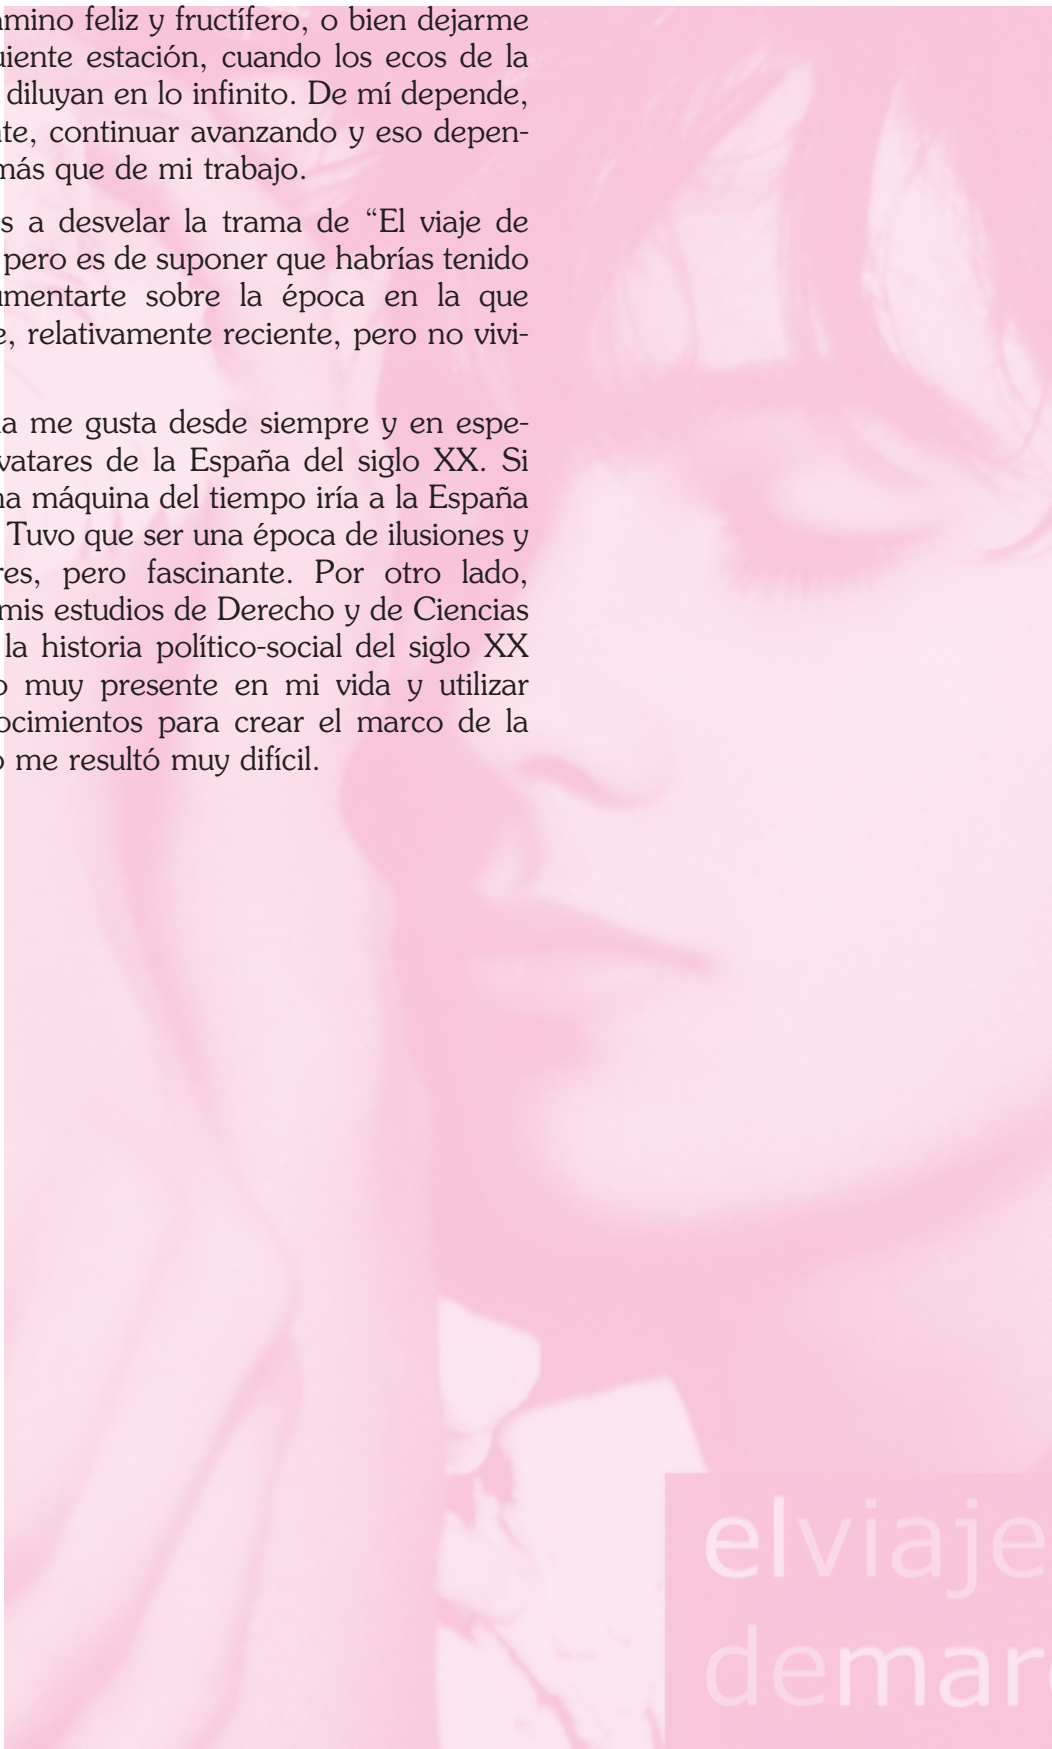 amino feliz y fructífero, o bien dejarme
uiente estación, cuando los ecos de la
diluyan en lo infinito. De mí depende,
nte, continuar avanzando y eso depen-
más que de mi trabajo.
s a desvelar la trama de “El viaje de
pero es de suponer que habrías tenido
umentarte sobre la época en la que
e, relativamente reciente, pero no vivi-
ia me gusta desde siempre y en espe-
vatares de la España del siglo XX. Si
na máquina del tiempo iría a la España
Tuvo que ser una época de ilusiones y
res, pero fascinante. Por otro lado,
mis estudios de Derecho y de Ciencias
la historia político-social del siglo XX
o muy presente en mi vida y utilizar
ocimientos para crear el marco de la
o me resultó muy difícil.
elviaje
demar